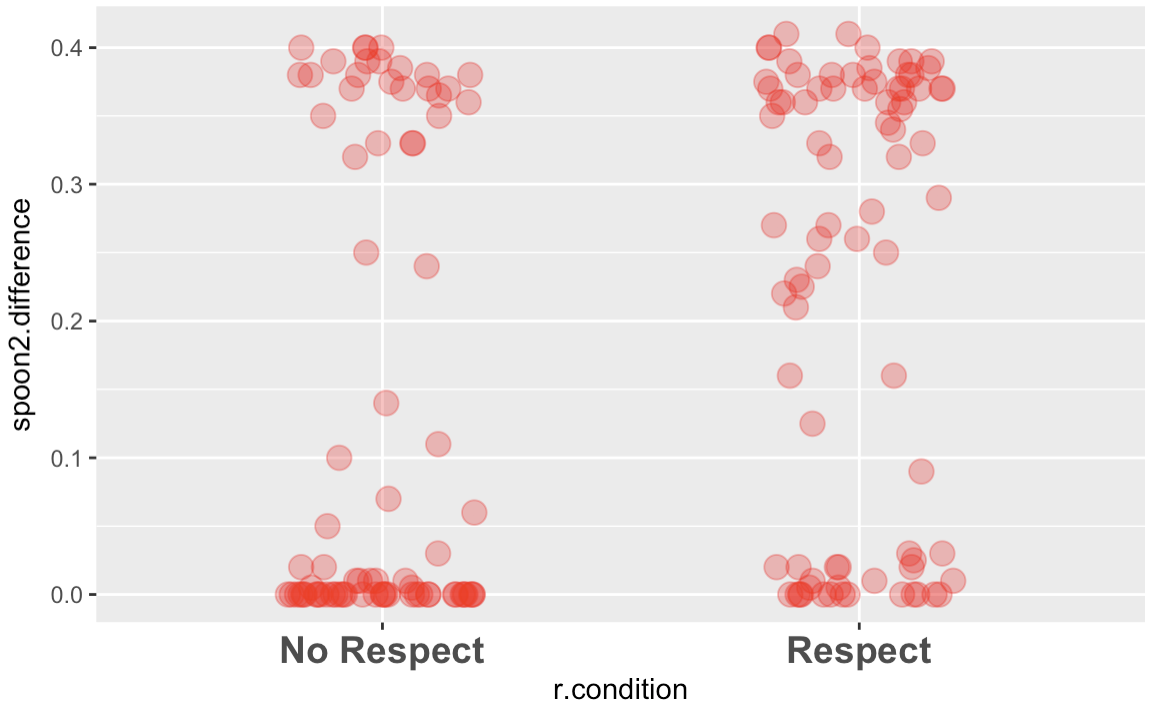 spoon2.difference
0.4
0.3
0.2
0.1
0.0
No Respect
Respect
r.condition